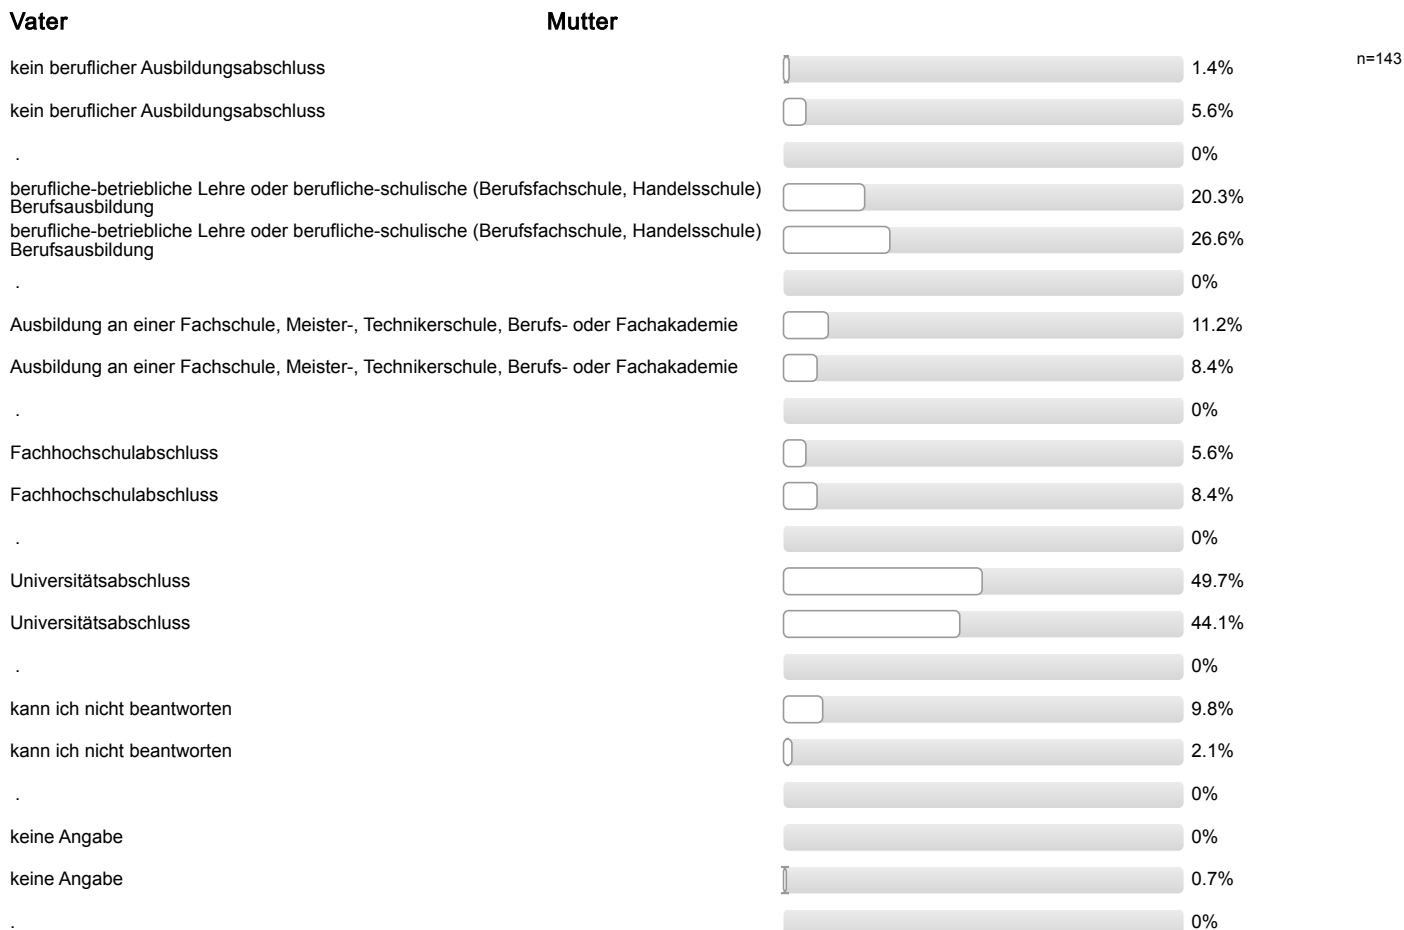 Vater Mutter
kein beruflicher Ausbildungsabschluss 1.4% n=143
kein beruflicher Ausbildungsabschluss 5.6%
. 0%
berufliche-betriebliche Lehre oder berufliche-schulische (Berufsfachschule, Handelsschule)
Berufsausbildung 20.3%
berufliche-betriebliche Lehre oder berufliche-schulische (Berufsfachschule, Handelsschule)
Berufsausbildung 26.6%
. 0%
Ausbildung an einer Fachschule, Meister-, Technikerschule, Berufs- oder Fachakademie 11.2%
Ausbildung an einer Fachschule, Meister-, Technikerschule, Berufs- oder Fachakademie 8.4%
. 0%
Fachhochschulabschluss 5.6%
Fachhochschulabschluss 8.4%
. 0%
Universitätsabschluss 49.7%
Universitätsabschluss 44.1%
. 0%
kann ich nicht beantworten 9.8%
kann ich nicht beantworten 2.1%
. 0%
keine Angabe 0%
keine Angabe 0.7%
. 0%